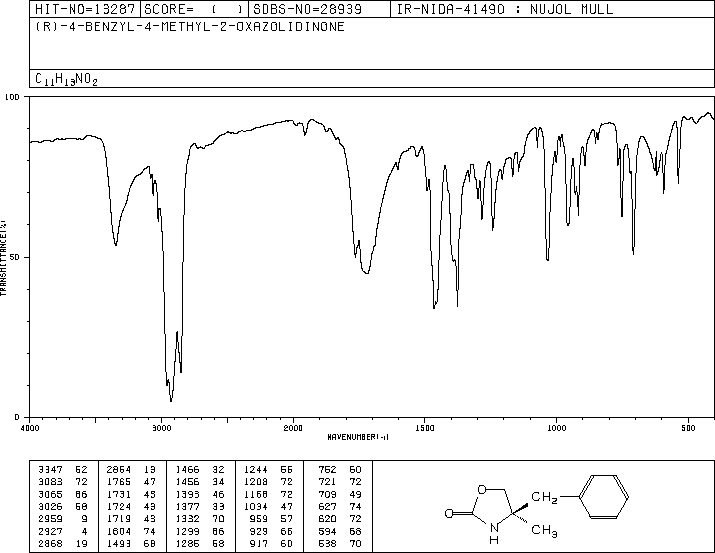 HIT-NO=13287 SCORE= ( ) SDBS-NO=28939 IR-NIDA-41490 : NUJOL MULL
(R)-4-BENZYL-4-METHYL-2-OXAZOLIDINONE
C11H13NO2
100
50
0
TRANSMITTANCE(%)
4000 3000 2000 1500 1000 500
WAVENUMBER(-1)
3347 52 2854 13 1466 32 1244 55 752 60
3083 72 1765 47 1456 34 1208 72 721 72
3065 66 1731 45 1393 46 1168 72 709 49
3026 60 1724 43 1377 33 1034 47 627 74
2959 9 1719 43 1332 70 959 57 620 72
2927 4 1604 74 1299 66 929 66 594 68
2868 19 1493 68 1285 58 917 60 538 70
O
CH2
O
N
H
CH3